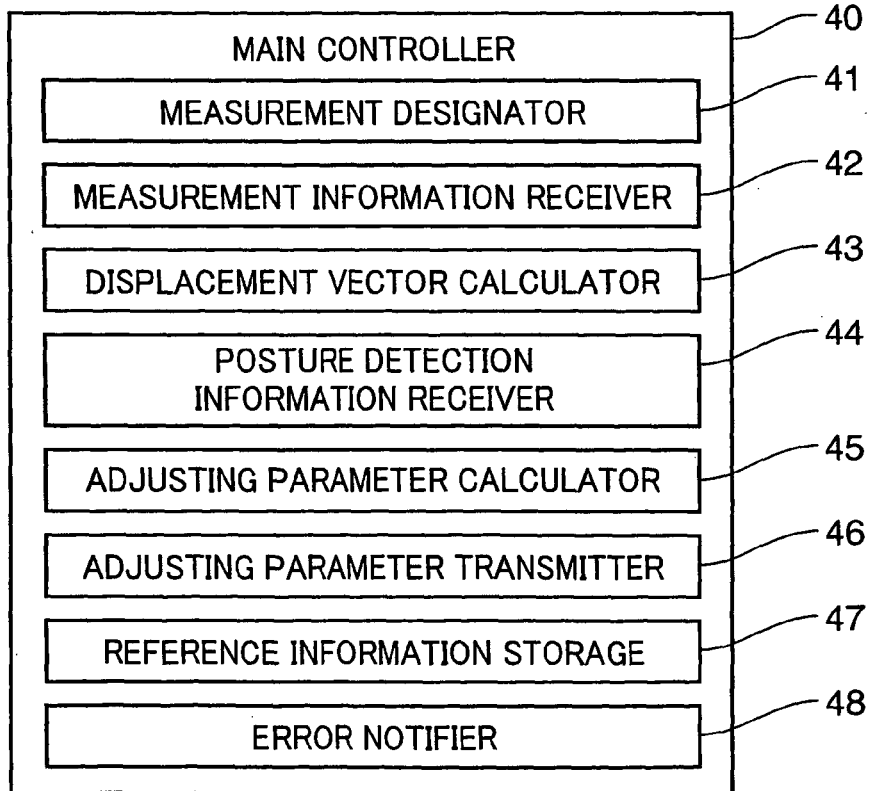 40
MAIN CONTROLLER
41
MEASUREMENT DESIGNATOR
42
MEASUREMENT INFORMATION RECEIVER
43
DISPLACEMENT VECTOR CALCULATOR
44
POSTURE DETECTION
INFORMATION RECEIVER
45
ADJUSTING PARAMETER CALCULATOR
46
ADJUSTING PARAMETER TRANSMITTER
47
REFERENCE INFORMATION STORAGE
48
ERROR NOTIFIER